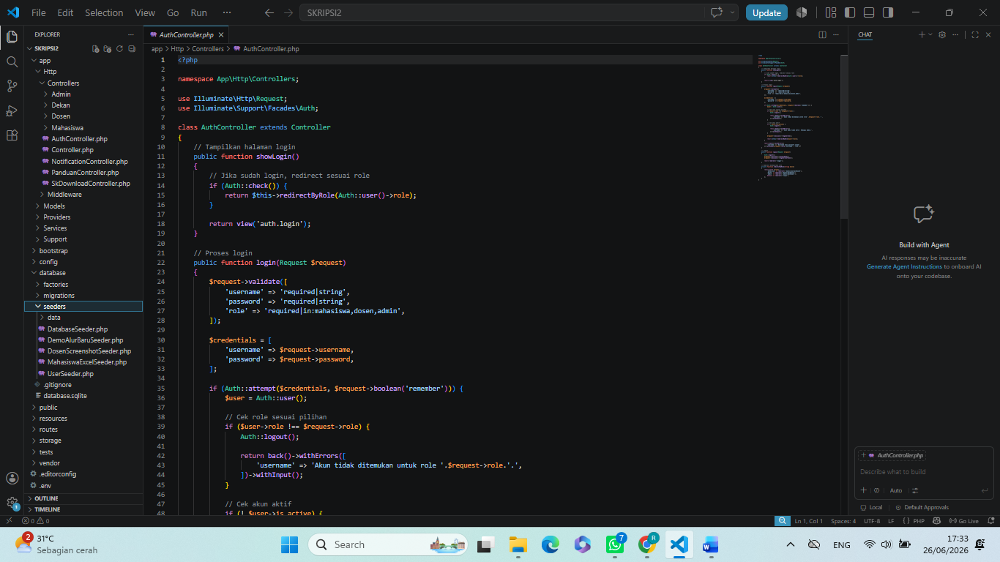 File Edit Selection View Go Run ··· SKRIPSI2 Update
EXPLORER ···
SKRIPSI2
app
Http
Controllers
Admin
Dekan
Dosen
Mahasiswa
AuthController.php
Controller.php
NotificationController.php
PanduanController.php
SkDownloadController.php
Middleware
Models
Providers
Services
Support
bootstrap
config
database
factories
migrations
seeders
data
DatabaseSeeder.php
DemoAlurBaruSeeder.php
DosenScreenshotSeeder.php
MahasiswaExcelSeeder.php
UserSeeder.php
.gitignore
database.sqlite
public
resources
routes
storage
tests
vendor
.editorconfig
.env
OUTLINE
TIMELINE
AuthController.php
app > Http > Controllers > AuthController.php
1 <?php
2
3 namespace App\Http\Controllers;
4
5 use Illuminate\Http\Request;
6 use Illuminate\Support\Facades\Auth;
7
8 class AuthController extends Controller
9 {
10 // Tampilkan halaman login
11 public function showLogin()
12 {
13 // Jika sudah login, redirect sesuai role
14 if (Auth::check()) {
15 return $this->redirectByRole(Auth::user()->role);
16 }
17
18 return view('auth.login');
19 }
20
21 // Proses login
22 public function login(Request $request)
23 {
24 $request->validate([
25 'username' => 'required|string',
26 'password' => 'required|string',
27 'role' => 'required|in:mahasiswa,dosen,admin',
28 ]);
29
30 $credentials = [
31 'username' => $request->username,
32 'password' => $request->password,
33 ];
34
35 if (Auth::attempt($credentials, $request->boolean('remember'))) {
36 $user = Auth::user();
37
38 // Cek role sesuai pilihan
39 if ($user->role !== $request->role) {
40 Auth::logout();
41
42 return back()->withErrors([
43 'username' => 'Akun tidak ditemukan untuk role '.$request->role.'.',
44 ])->withInput();
45 }
46
47 // Cek akun aktif
48 if (! $user->is_active) {
CHAT
Build with Agent
AI responses may be inaccurate
Generate Agent Instructions to onboard AI
onto your codebase.
AuthController.php
Describe what to build
Auto
Local Default Approvals
0 0 Ln 1, Col 1 Spaces: 4 UTF-8 LF { } PHP Go Live
2 31°C
Sebagian cerah
Search
7
R
ENG
17:33
26/06/2026
1